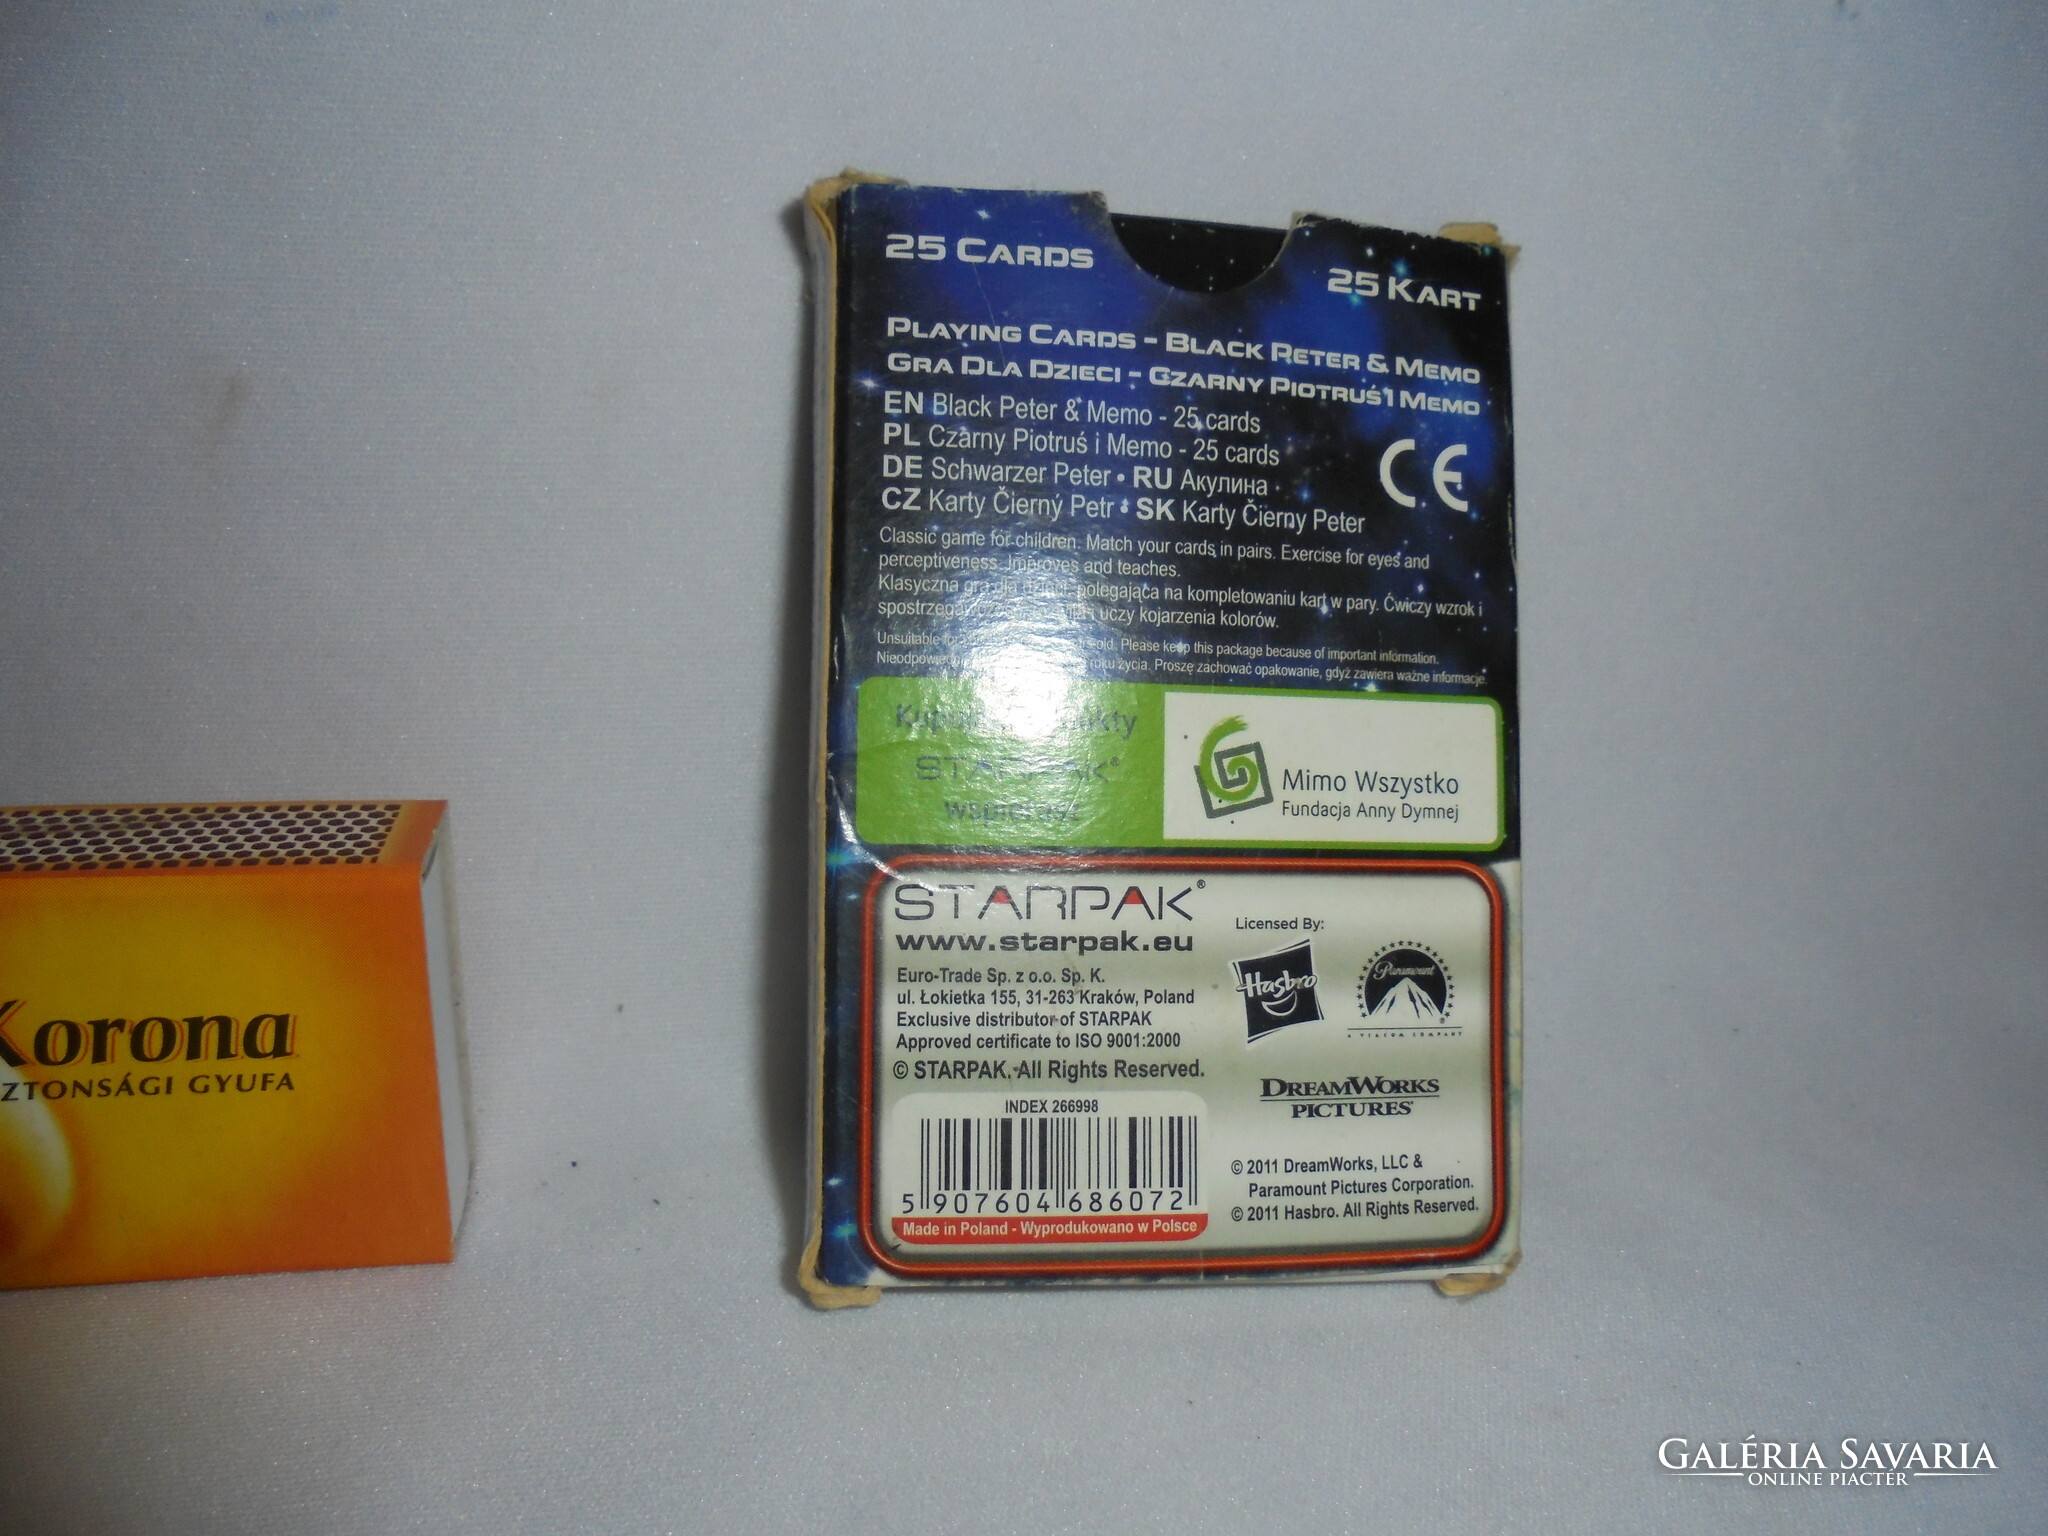 25 Cards
25 Kart
Playing Cards - Black Peter & Memo
Gra Dla Dzieci - Czarny Piotruś i Memo
EN Black Peter & Memo - 25 cards
PL Czarny Piotruś i Memo - 25 cards
DE Schwarzer Peter • RU Акулина •
CZ Karty Čierný Petr • SK Karty Čierny Peter
CE
Classic game for children. Match your cards in pairs. Exercise for eyes and
perceptiveness. Improves and teaches.
Klasyczna gra dla dzieci polegająca na kompletowaniu kart w pary. Ćwiczy wzrok i
uczy kojarzenia kolorów.
Unsuitable for old. Please keep this package because of important information.
roku życia. Proszę zachować opakowanie, gdyż zawiera ważne informacje.
STARPAK®
wspierasz
Mimo Wszystko
Fundacja Anny Dymnej
STARPAK®
www.starpak.eu
Euro-Trade Sp. z o.o. Sp. K.
ul. Łokietka 155, 31-263 Kraków, Poland
Exclusive distributor of STARPAK
Approved certificate to ISO 9001:2000
© STARPAK. All Rights Reserved.
INDEX 266998
5 907604 686072
Made in Poland - Wyprodukowano w Polsce
Licensed By:
Hasbro
Paramount
A VIACOM COMPANY
DreamWorks
Pictures
© 2011 DreamWorks, LLC &
Paramount Pictures Corporation.
© 2011 Hasbro. All Rights Reserved.
Korona
ZTONSÁGI GYUFA
Galéria Savaria
online piactér